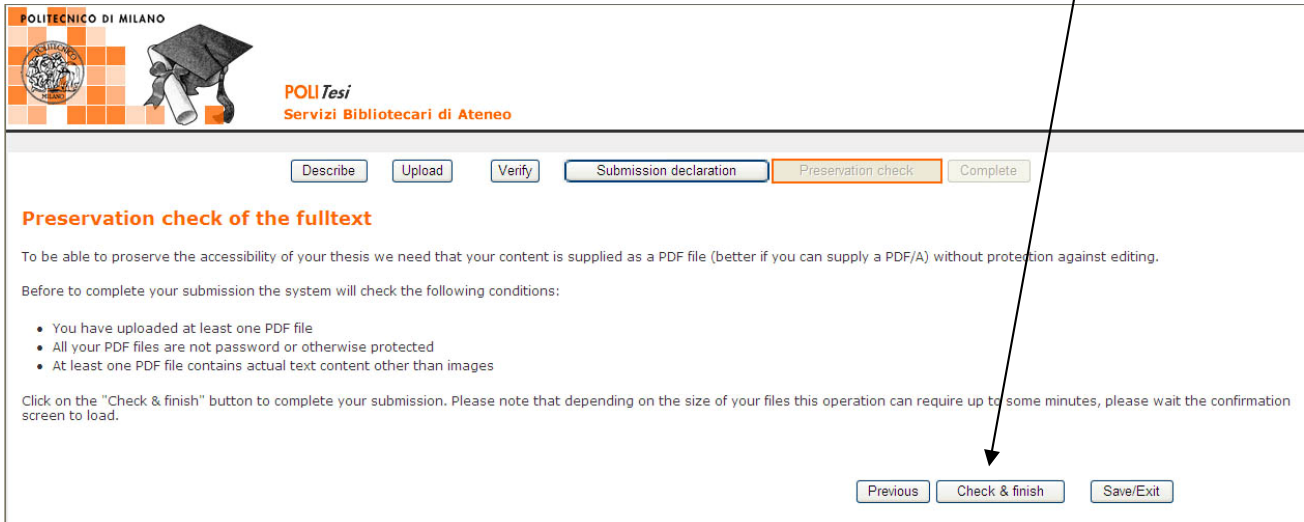 POLITECNICO DI MILANO
MILANO
POLITesi
Servizi Bibliotecari di Ateneo
Describe Upload Verify Submission declaration Preservation check Complete
Preservation check of the fulltext
To be able to proserve the accessibility of your thesis we need that your content is supplied as a PDF file (better if you can supply a PDF/A) without protection against editing.
Before to complete your submission the system will check the following conditions:
• You have uploaded at least one PDF file
• All your PDF files are not password or otherwise protected
• At least one PDF file contains actual text content other than images
Click on the "Check & finish" button to complete your submission. Please note that depending on the size of your files this operation can require up to some minutes, please wait the confirmation
screen to load.
Previous Check & finish Save/Exit